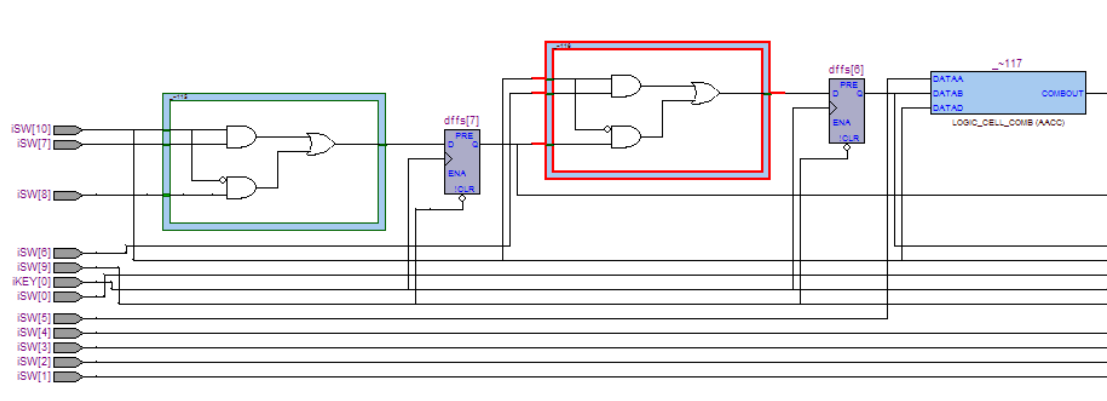 _~115
_~116
_~117
dffs[7]
dffs[6]
PRE
D Q
ENA
!CLR
PRE
D Q
ENA
!CLR
DATAA
DATAB
DATAD
COMBOUT
LOGIC_CELL_COMB (AACC)
iSW[10]
iSW[7]
iSW[8]
iSW[6]
iSW[9]
iKEY[0]
iSW[0]
iSW[5]
iSW[4]
iSW[3]
iSW[2]
iSW[1]